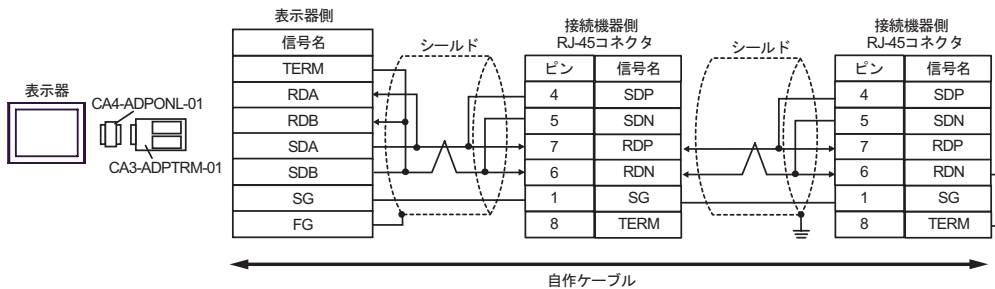 表示器
CA4-ADPONL-01
CA3-ADPTRM-01
表示器側
信号名
TERM
RDA
RDB
SDA
SDB
SG
FG
シールド
接続機器側
RJ-45コネクタ
ピン 信号名
4 SDP
5 SDN
7 RDP
6 RDN
1 SG
8 TERM
シールド
接続機器側
RJ-45コネクタ
ピン 信号名
4 SDP
5 SDN
7 RDP
6 RDN
1 SG
8 TERM
自作ケーブル